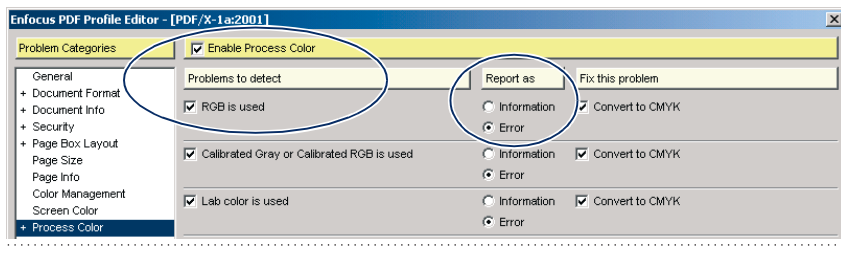 Enfocus PDF Profile Editor - [PDF/X-1a:2001]
Problem Categories
Enable Process Color
General
+ Document Format
+ Document Info
+ Security
+ Page Box Layout
Page Size
Page Info
Color Management
Screen Color
+ Process Color
Problems to detect Report as Fix this problem
RGB is used Information Convert to CMYK
Error
Calibrated Gray or Calibrated RGB is used Information Convert to CMYK
Error
Lab color is used Information Convert to CMYK
Error